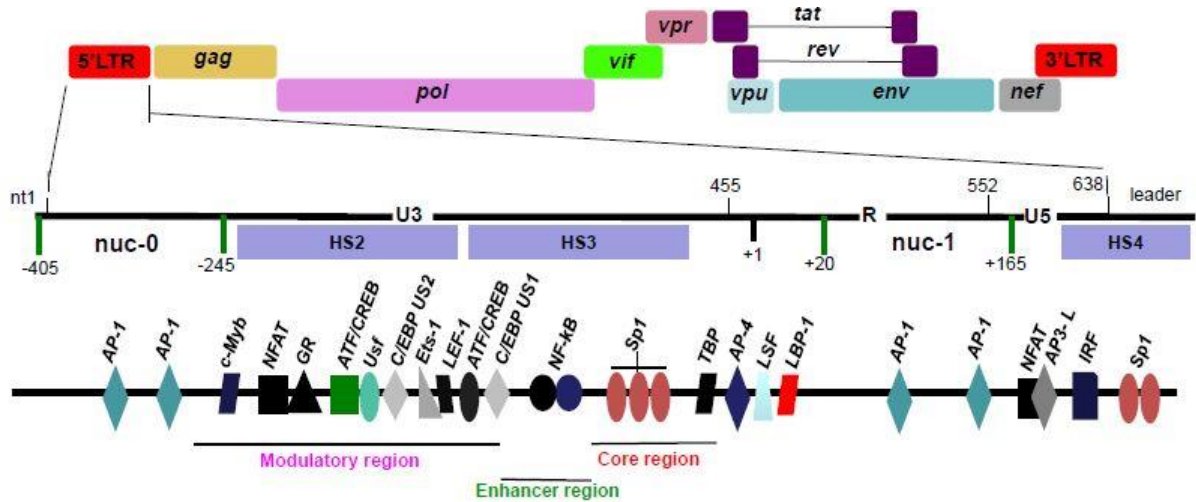 vpr tat
5'LTR gag vif rev 3'LTR
pol vpu env nef
nt1 455 552 638 leader
U3 R U5
nuc-0 HS2 HS3 nuc-1 HS4
-405 -245 +1 +20 +165
AP-1 AP-1 c-Myb NFAT GR ATF/CREB Usf C/EBP US2 Ets-1 LEF-1 ATF/CREB C/EBP US1 NF-kB Sp1 TBP AP-4 LSF LBP-1 AP-1 AP-1 NFAT AP3- L IRF Sp1
Modulatory region Core region
Enhancer region